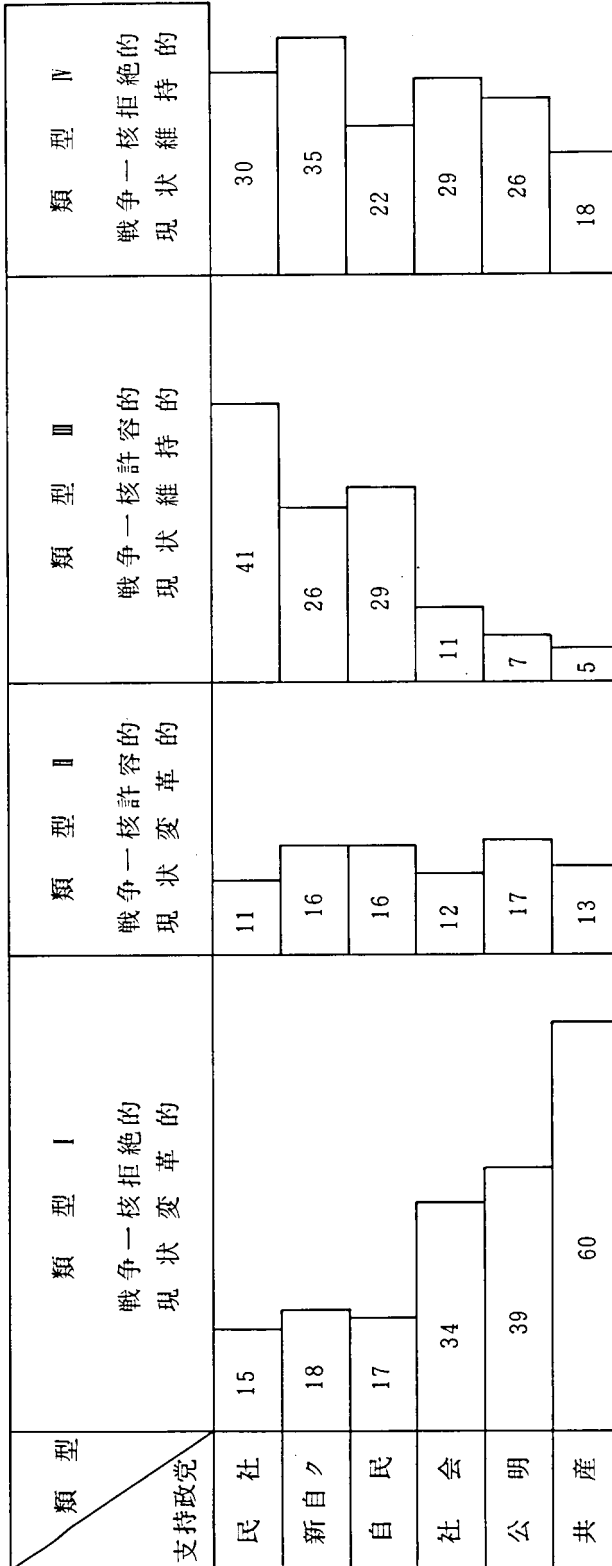 類型
支持政党
類型 I
戦争―核拒絶的
現状変革的
類型 II
戦争―核許容的
現状変革的
類型 III
戦争―核許容的
現状維持的
類型 IV
戦争―核拒絶的
現状維持的
民社 15 11 41 30
新自ク 18 16 26 35
自民 17 16 29 22
社会 34 12 11 29
公明 39 17 7 26
共産 60 13 5 18